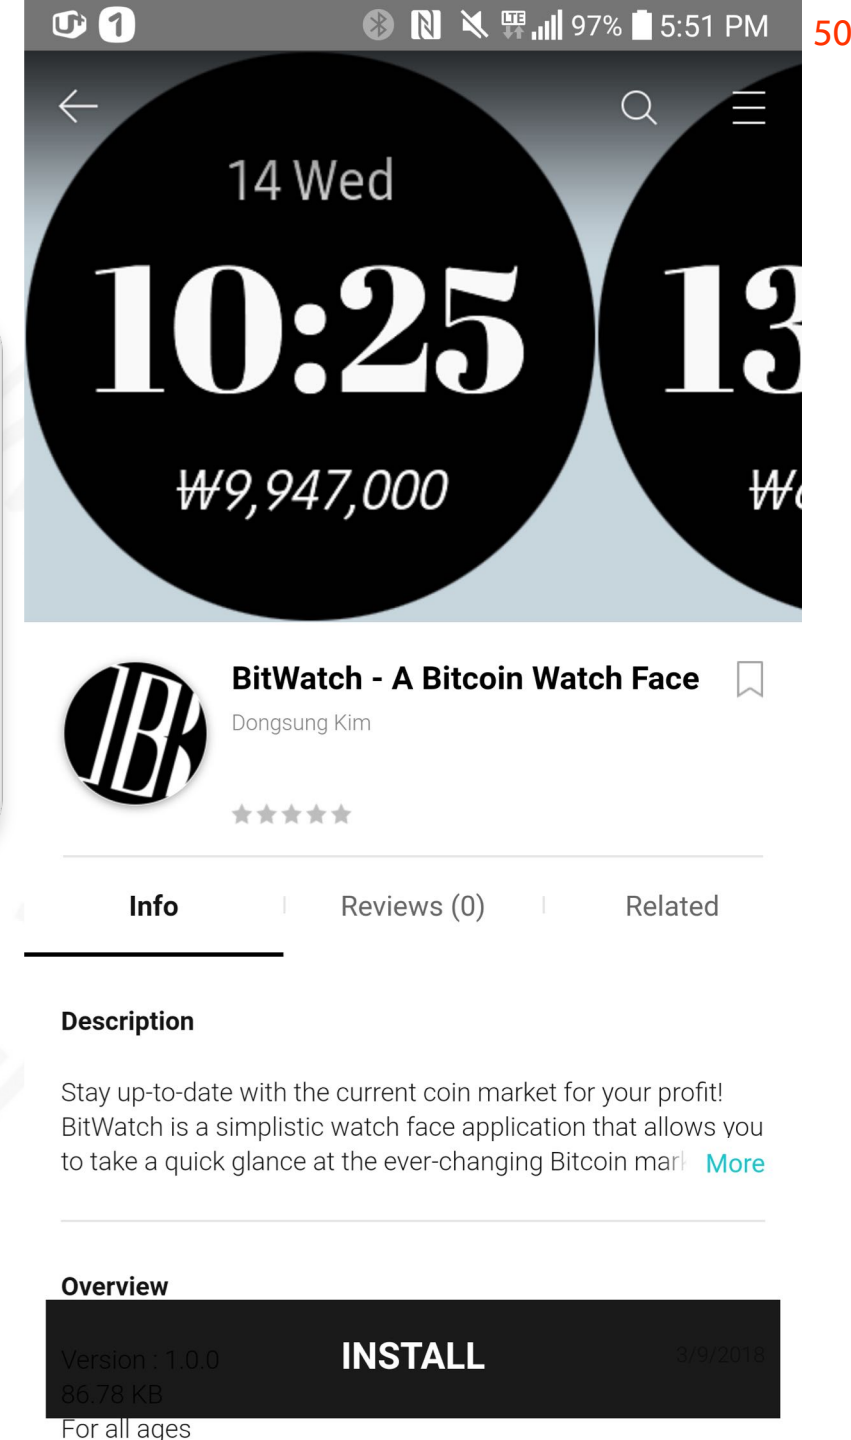 U+ 1 LTE 97% 5:51 PM
50
14 Wed
10:25
₩9,947,000
13
₩
BitWatch - A Bitcoin Watch Face
Dongsung Kim
Info
Reviews (0)
Related
Description
Stay up-to-date with the current coin market for your profit!
BitWatch is a simplistic watch face application that allows you
to take a quick glance at the ever-changing Bitcoin mar More
Overview
INSTALL
Version : 1.0.0 3/9/2018
86.78 KB
For all ages